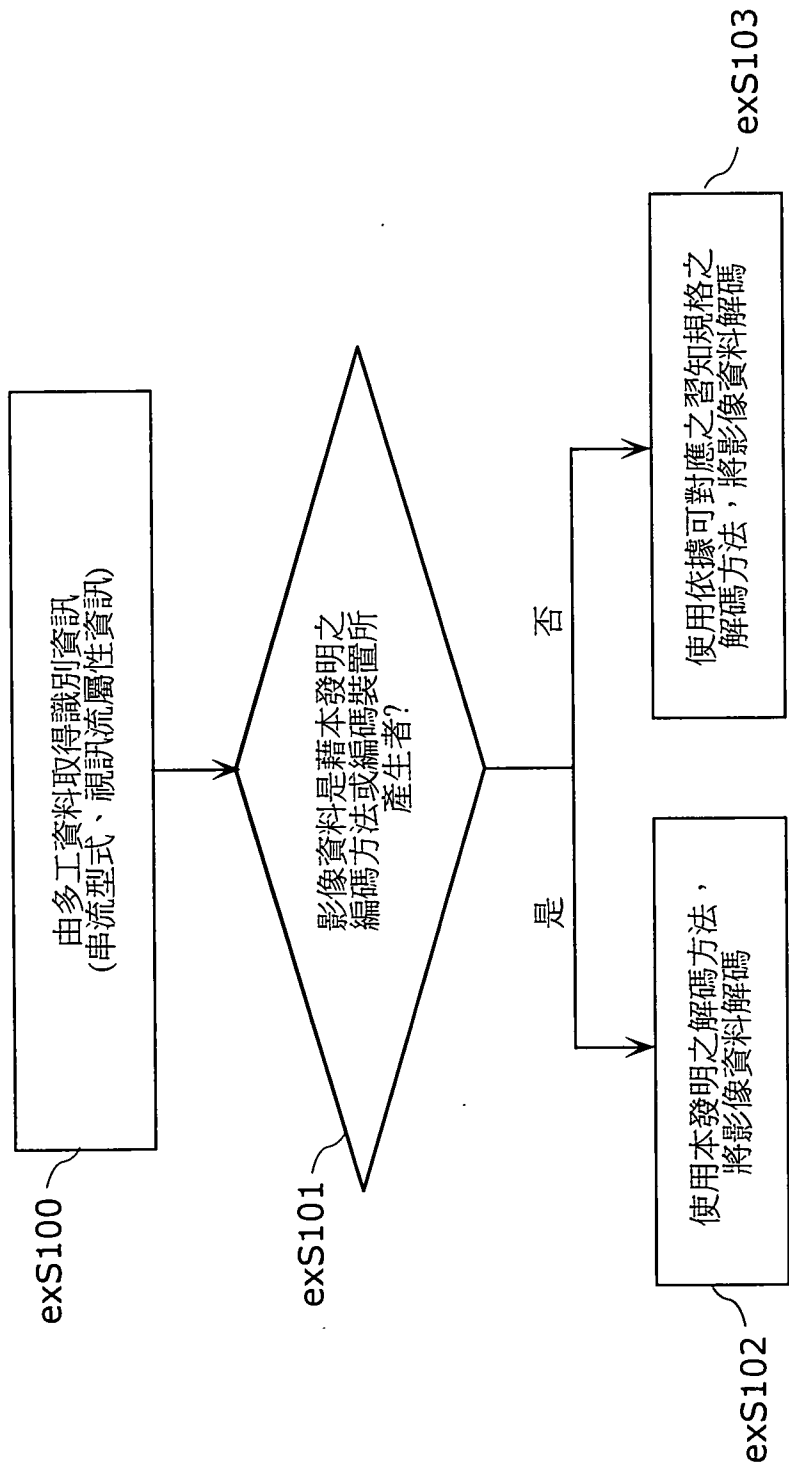 exS100
由多工資料取得識別資訊
(串流型式、視訊流屬性資訊)
exS101
影像資料是藉本發明之
編碼方法或編碼裝置所
產生者?
是
否
exS102
使用本發明之解碼方法，
將影像資料解碼
exS103
使用依據可對應之習知規格之
解碼方法，將影像資料解碼